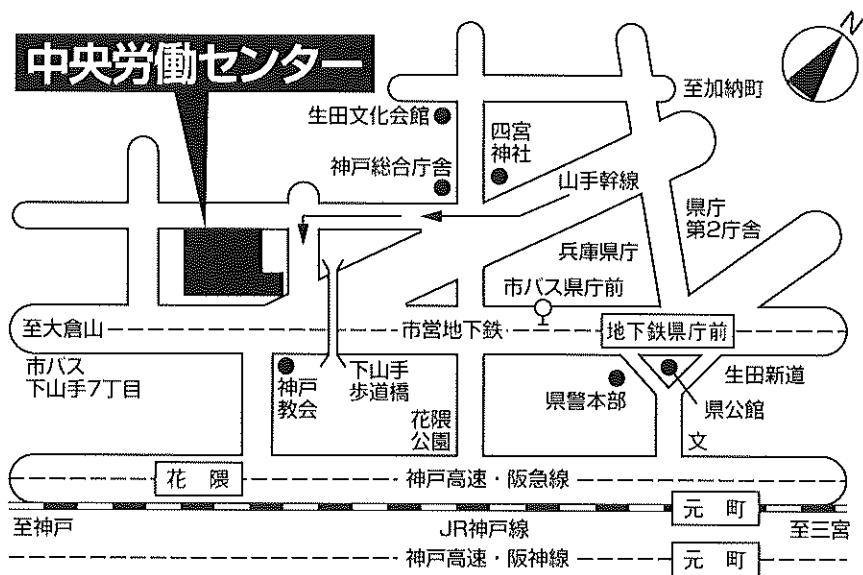 中央労働センター
N
至加納町
生田文化会館
四宮
神社
神戸総合庁舎
山手幹線
県庁
第2庁舎
兵庫県庁
市バス県庁前
至大倉山
市営地下鉄
地下鉄県庁前
市バス
下山手7丁目
神戸
教会
下山手
歩道橋
花隈
公園
県警本部
生田新道
県公館
文
花隈
神戸高速・阪急線
元町
至神戸
JR神戸線
至三宮
神戸高速・阪神線
元町